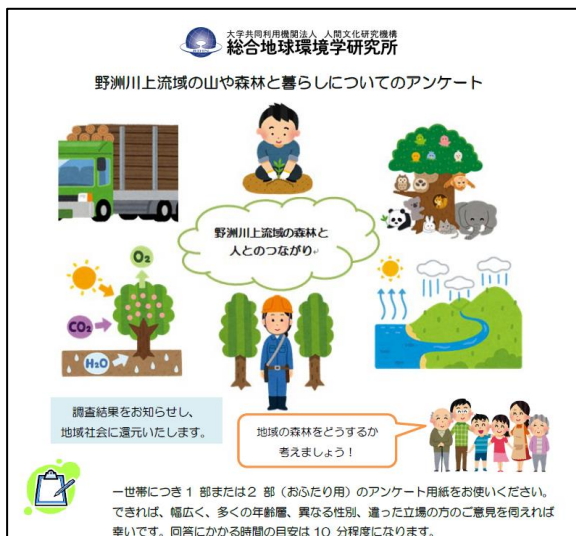 大学共同利用機関法人 人間文化研究機構
総合地球環境学研究所
野洲川上流域の山や森林と暮らしについてのアンケート
野洲川上流域の森林と
人とのつながり
O₂
CO₂
H₂O
調査結果をお知らせし、
地域社会に還元いたします。
地域の森林をどうするか
考えましょう！
一世帯につき 1 部または2 部（おふたり用）のアンケート用紙をお使いください。
できれば、幅広く、多くの年齢層、異なる性別、違った立場の方のご意見を伺えれば
幸いです。回答にかかる時間の目安は 10 分程度になります。